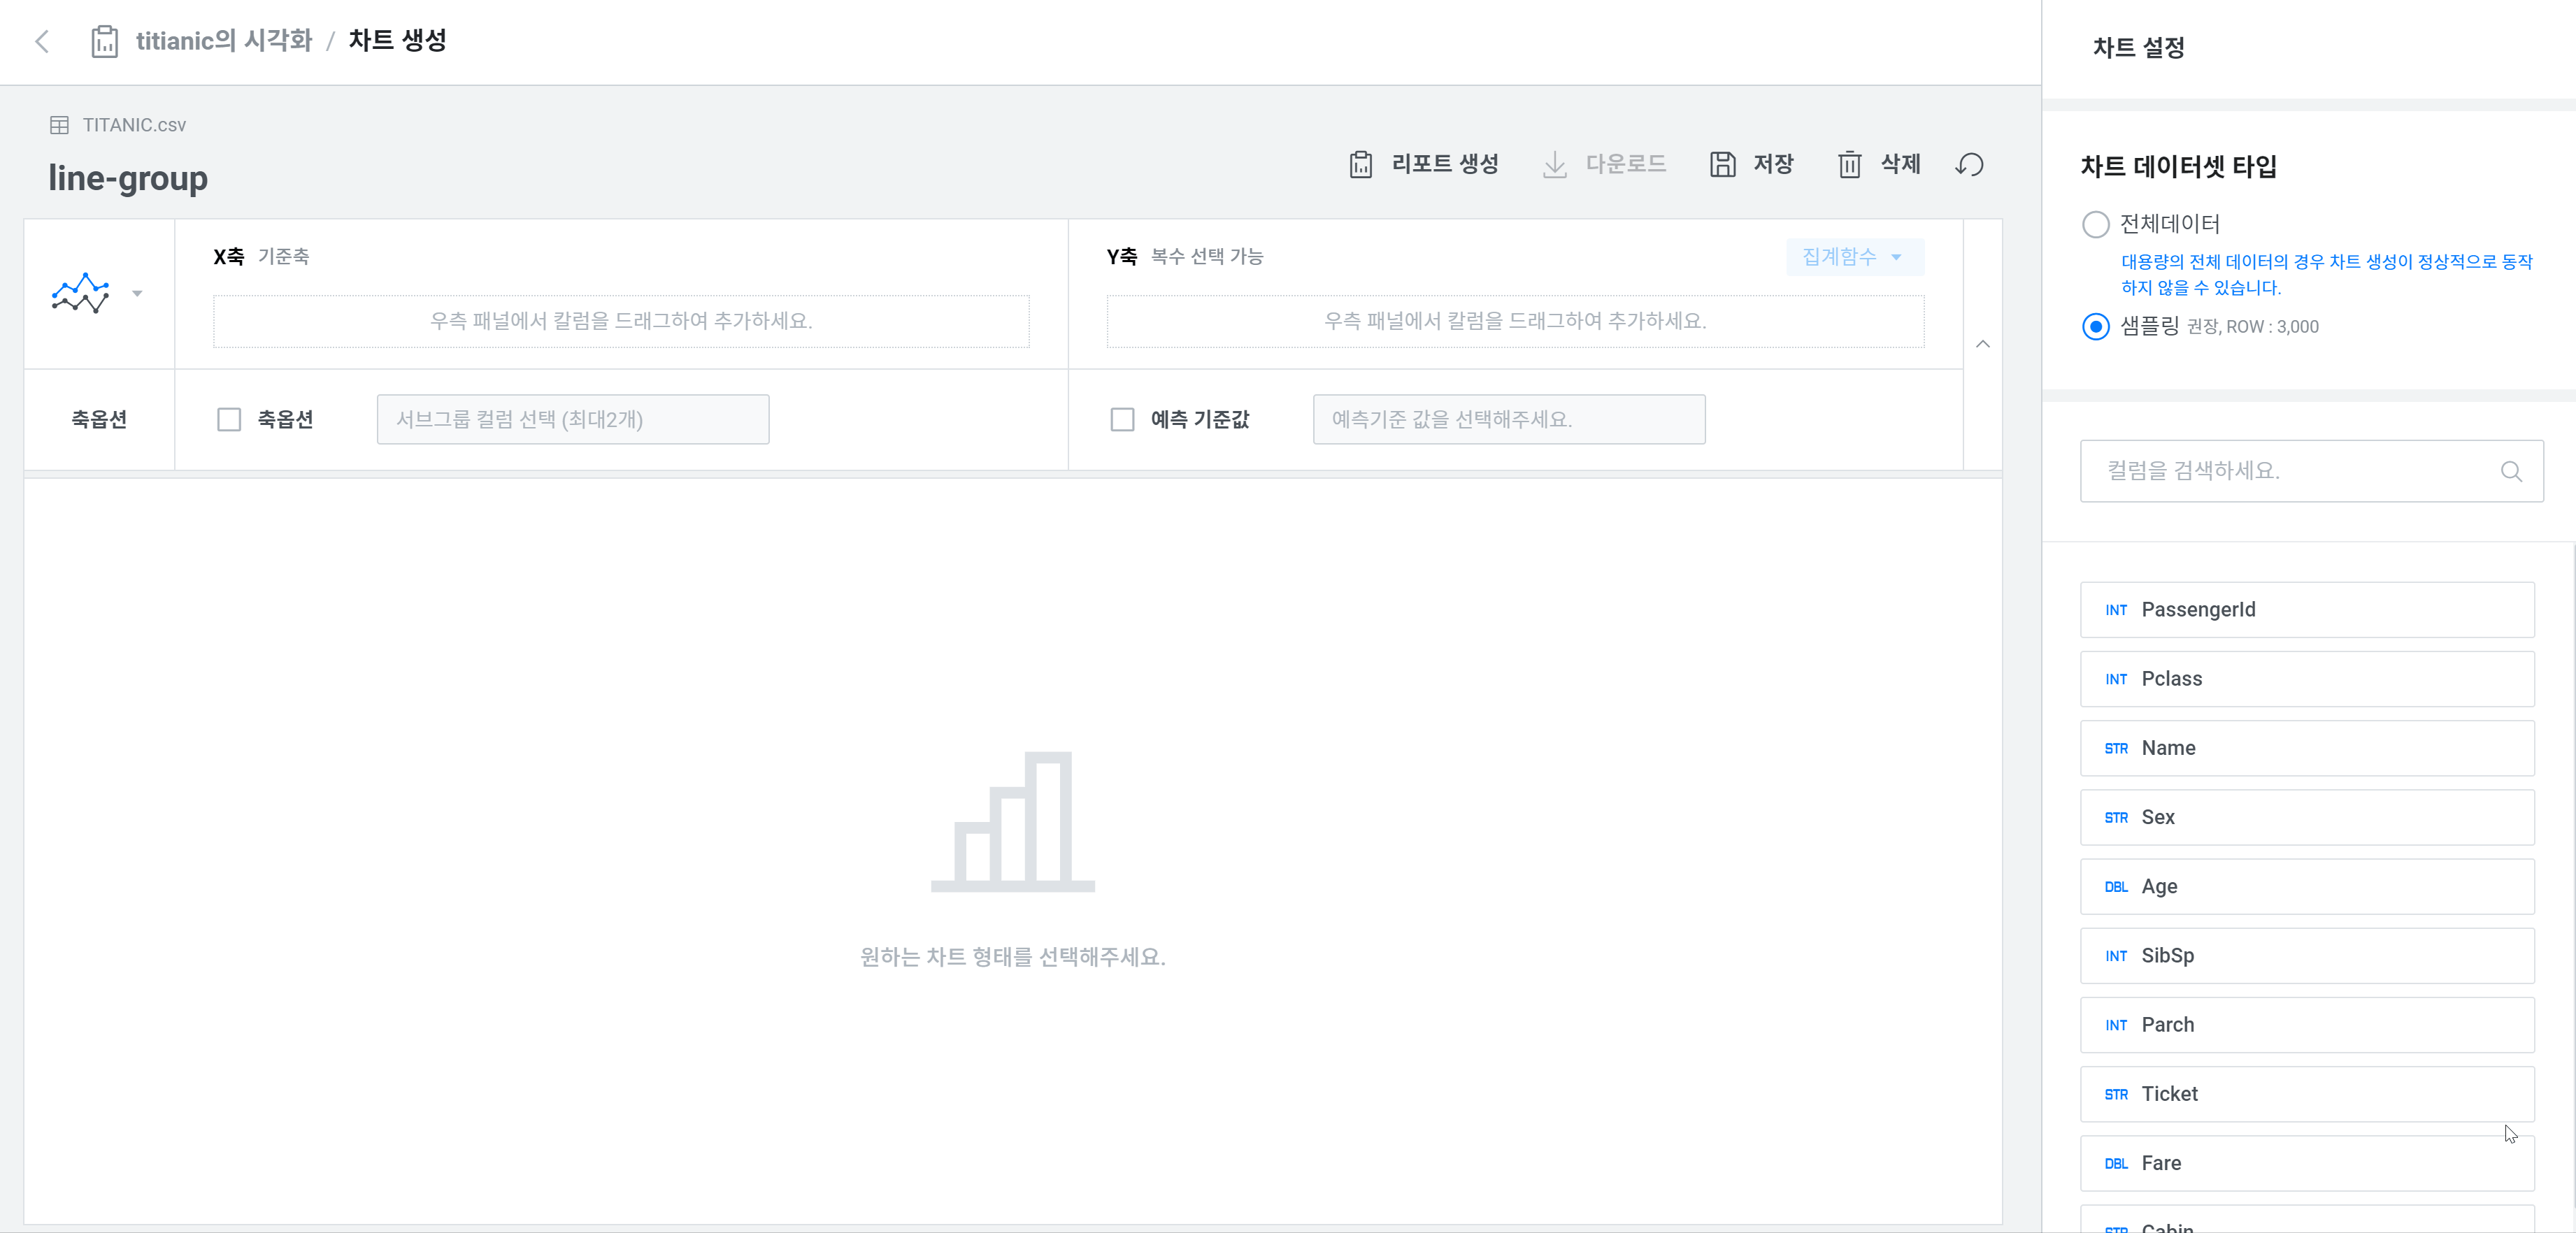 titianic의 시각화 / 차트 생성
TITANIC.csv
line-group
리포트 생성
다운로드
저장
삭제
X축 기준축
우측 패널에서 칼럼을 드래그하여 추가하세요.
Y축 복수 선택 가능
집계함수
우측 패널에서 칼럼을 드래그하여 추가하세요.
축옵션
축옵션
서브그룹 컬럼 선택 (최대2개)
예측 기준값
예측기준 값을 선택해주세요.
원하는 차트 형태를 선택해주세요.
차트 설정
차트 데이터셋 타입
전체데이터
대용량의 전체 데이터의 경우 차트 생성이 정상적으로 동작
하지 않을 수 있습니다.
샘플링 권장, ROW : 3,000
컬럼을 검색하세요.
INT PassengerId
INT Pclass
STR Name
STR Sex
DBL Age
INT SibSp
INT Parch
STR Ticket
DBL Fare
STR Cabin